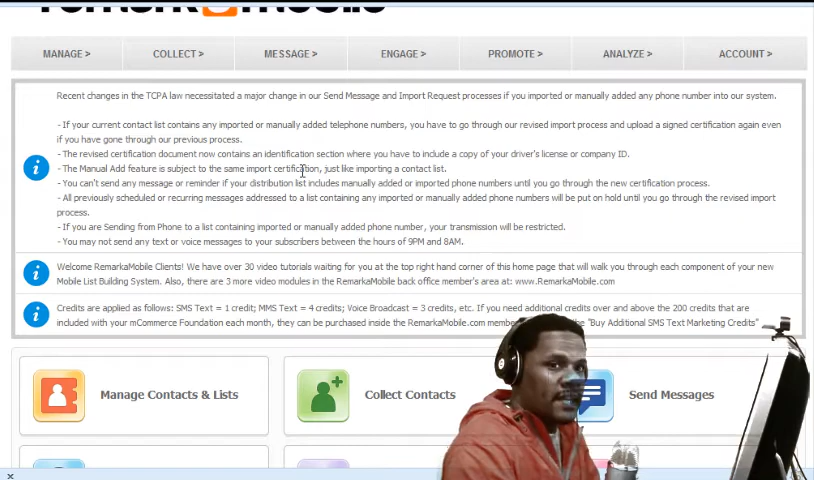 remarkamobile
MANAGE > COLLECT > MESSAGE > ENGAGE > PROMOTE > ANALYZE > ACCOUNT >
Recent changes in the TCPA law necessitated a major change in our Send Message and Import Request processes if you imported or manually added any phone number into our system.
- If your current contact list contains any imported or manually added telephone numbers, you have to go through our revised import process and upload a signed certification again even
if you have gone through our previous process.
- The revised certification document now contains an identification section where you have to include a copy of your driver's license or company ID.
- The Manual Add feature is subject to the same import certification, just like importing a contact list.
- You can't send any message or reminder if your distribution list includes manually added or imported phone numbers until you go through the new certification process.
- All previously scheduled or recurring messages addressed to a list containing any imported or manually added phone numbers will be put on hold until you go through the revised import
process.
- If you are Sending from Phone to a list containing imported or manually added phone number, your transmission will be restricted.
- You may not send any text or voice messages to your subscribers between the hours of 9PM and 8AM.
Welcome RemarkaMobile Clients! We have over 30 video tutorials waiting for you at the top right hand corner of this home page that will walk you through each component of your new
Mobile List Building System. Also, there are 3 more video modules in the RemarkaMobile back office member's area at: www.RemarkaMobile.com
Credits are applied as follows: SMS Text = 1 credit; MMS Text = 4 credits; Voice Broadcast = 3 credits, etc. If you need additional credits over and above the 200 credits that are
included with your mCommerce Foundation each month, they can be purchased inside the RemarkaMobile.com the "Buy Additional SMS Text Marketing Credits"
Manage Contacts & Lists Collect Contacts Send Messages